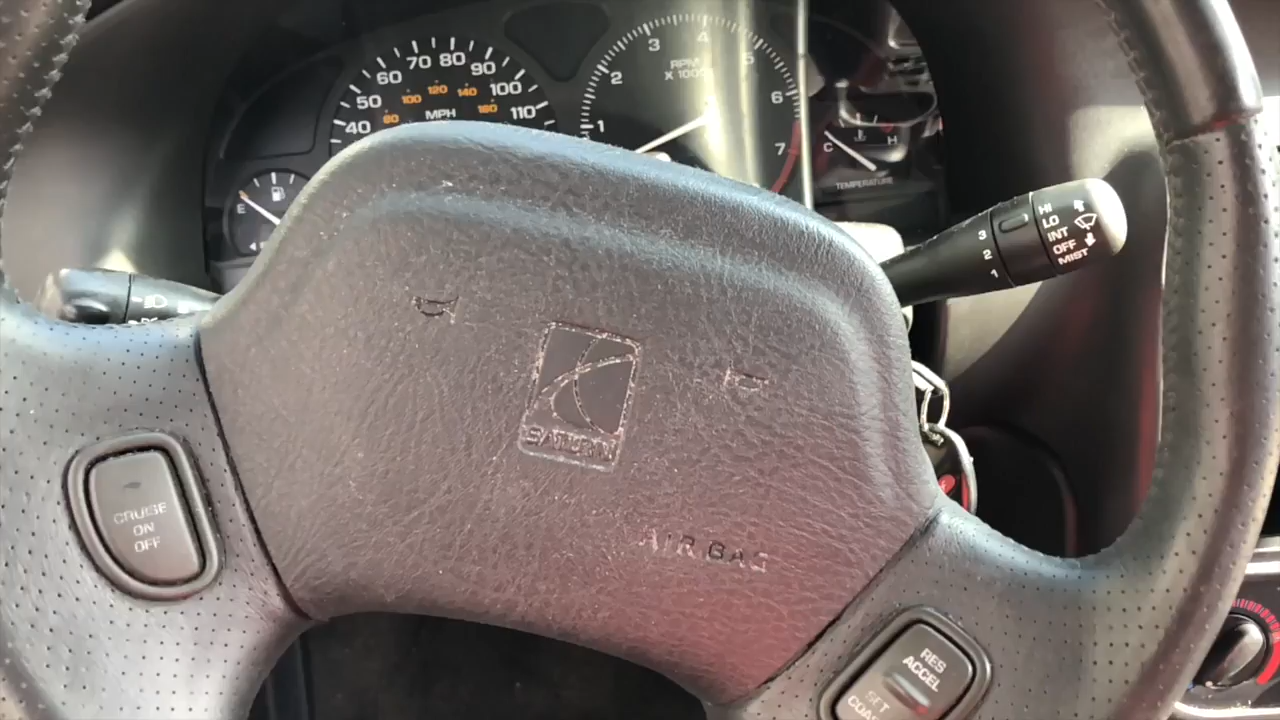 40 50 60 70 80 90 100 110
80 100 120 140 160
MPH
1 2 3 4 5 6 7
RPM
X 1000
E
C H
TEMPERATURE
HI
LO
INT
OFF
MIST
3
2
1
SATURN
CRUISE
ON
OFF
AIRBAG
RES
ACCEL
SET